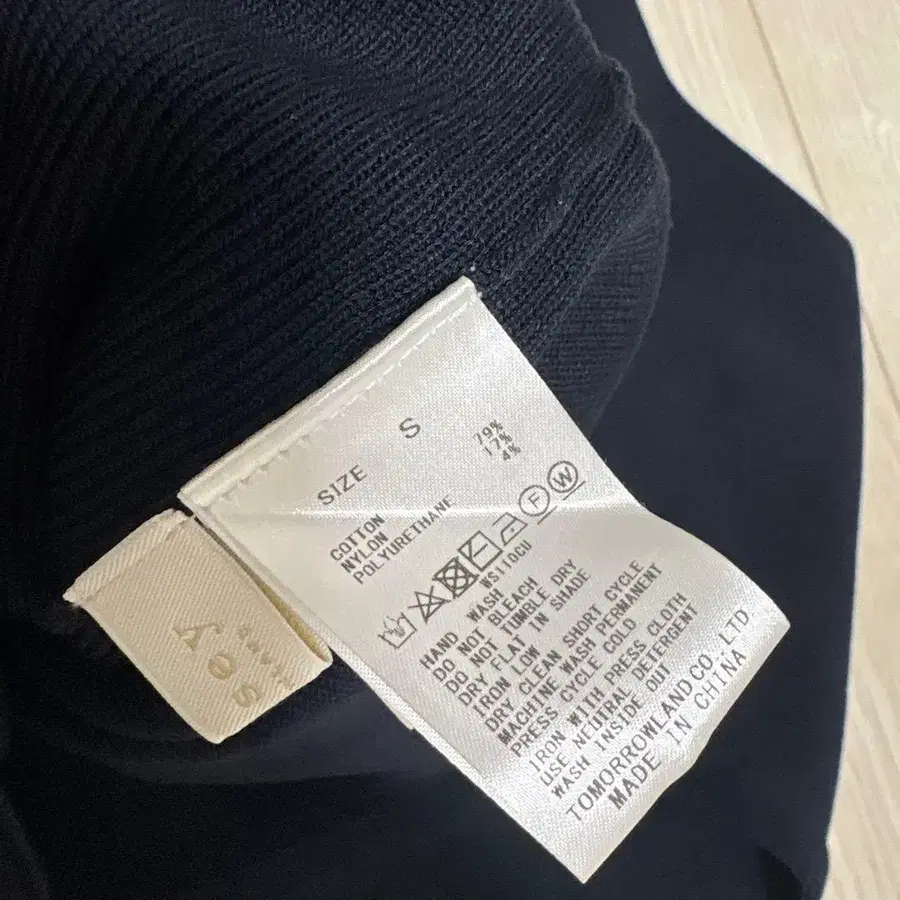 SIZE S
COTTON 79%
NYLON 17%
POLYURETHANE 4%
F W
WS110CU
HAND WASH
DO NOT BLEACH
DO NOT TUMBLE DRY
DRY FLAT IN SHADE
IRON LOW
DRY CLEAN SHORT CYCLE
MACHINE WASH PERMANENT
PRESS CYCLE COLD
IRON WITH PRESS CLOTH
USE NEUTRAL DETERGENT
WASH INSIDE OUT
TOMORROWLAND CO., LTD.
MADE IN CHINA